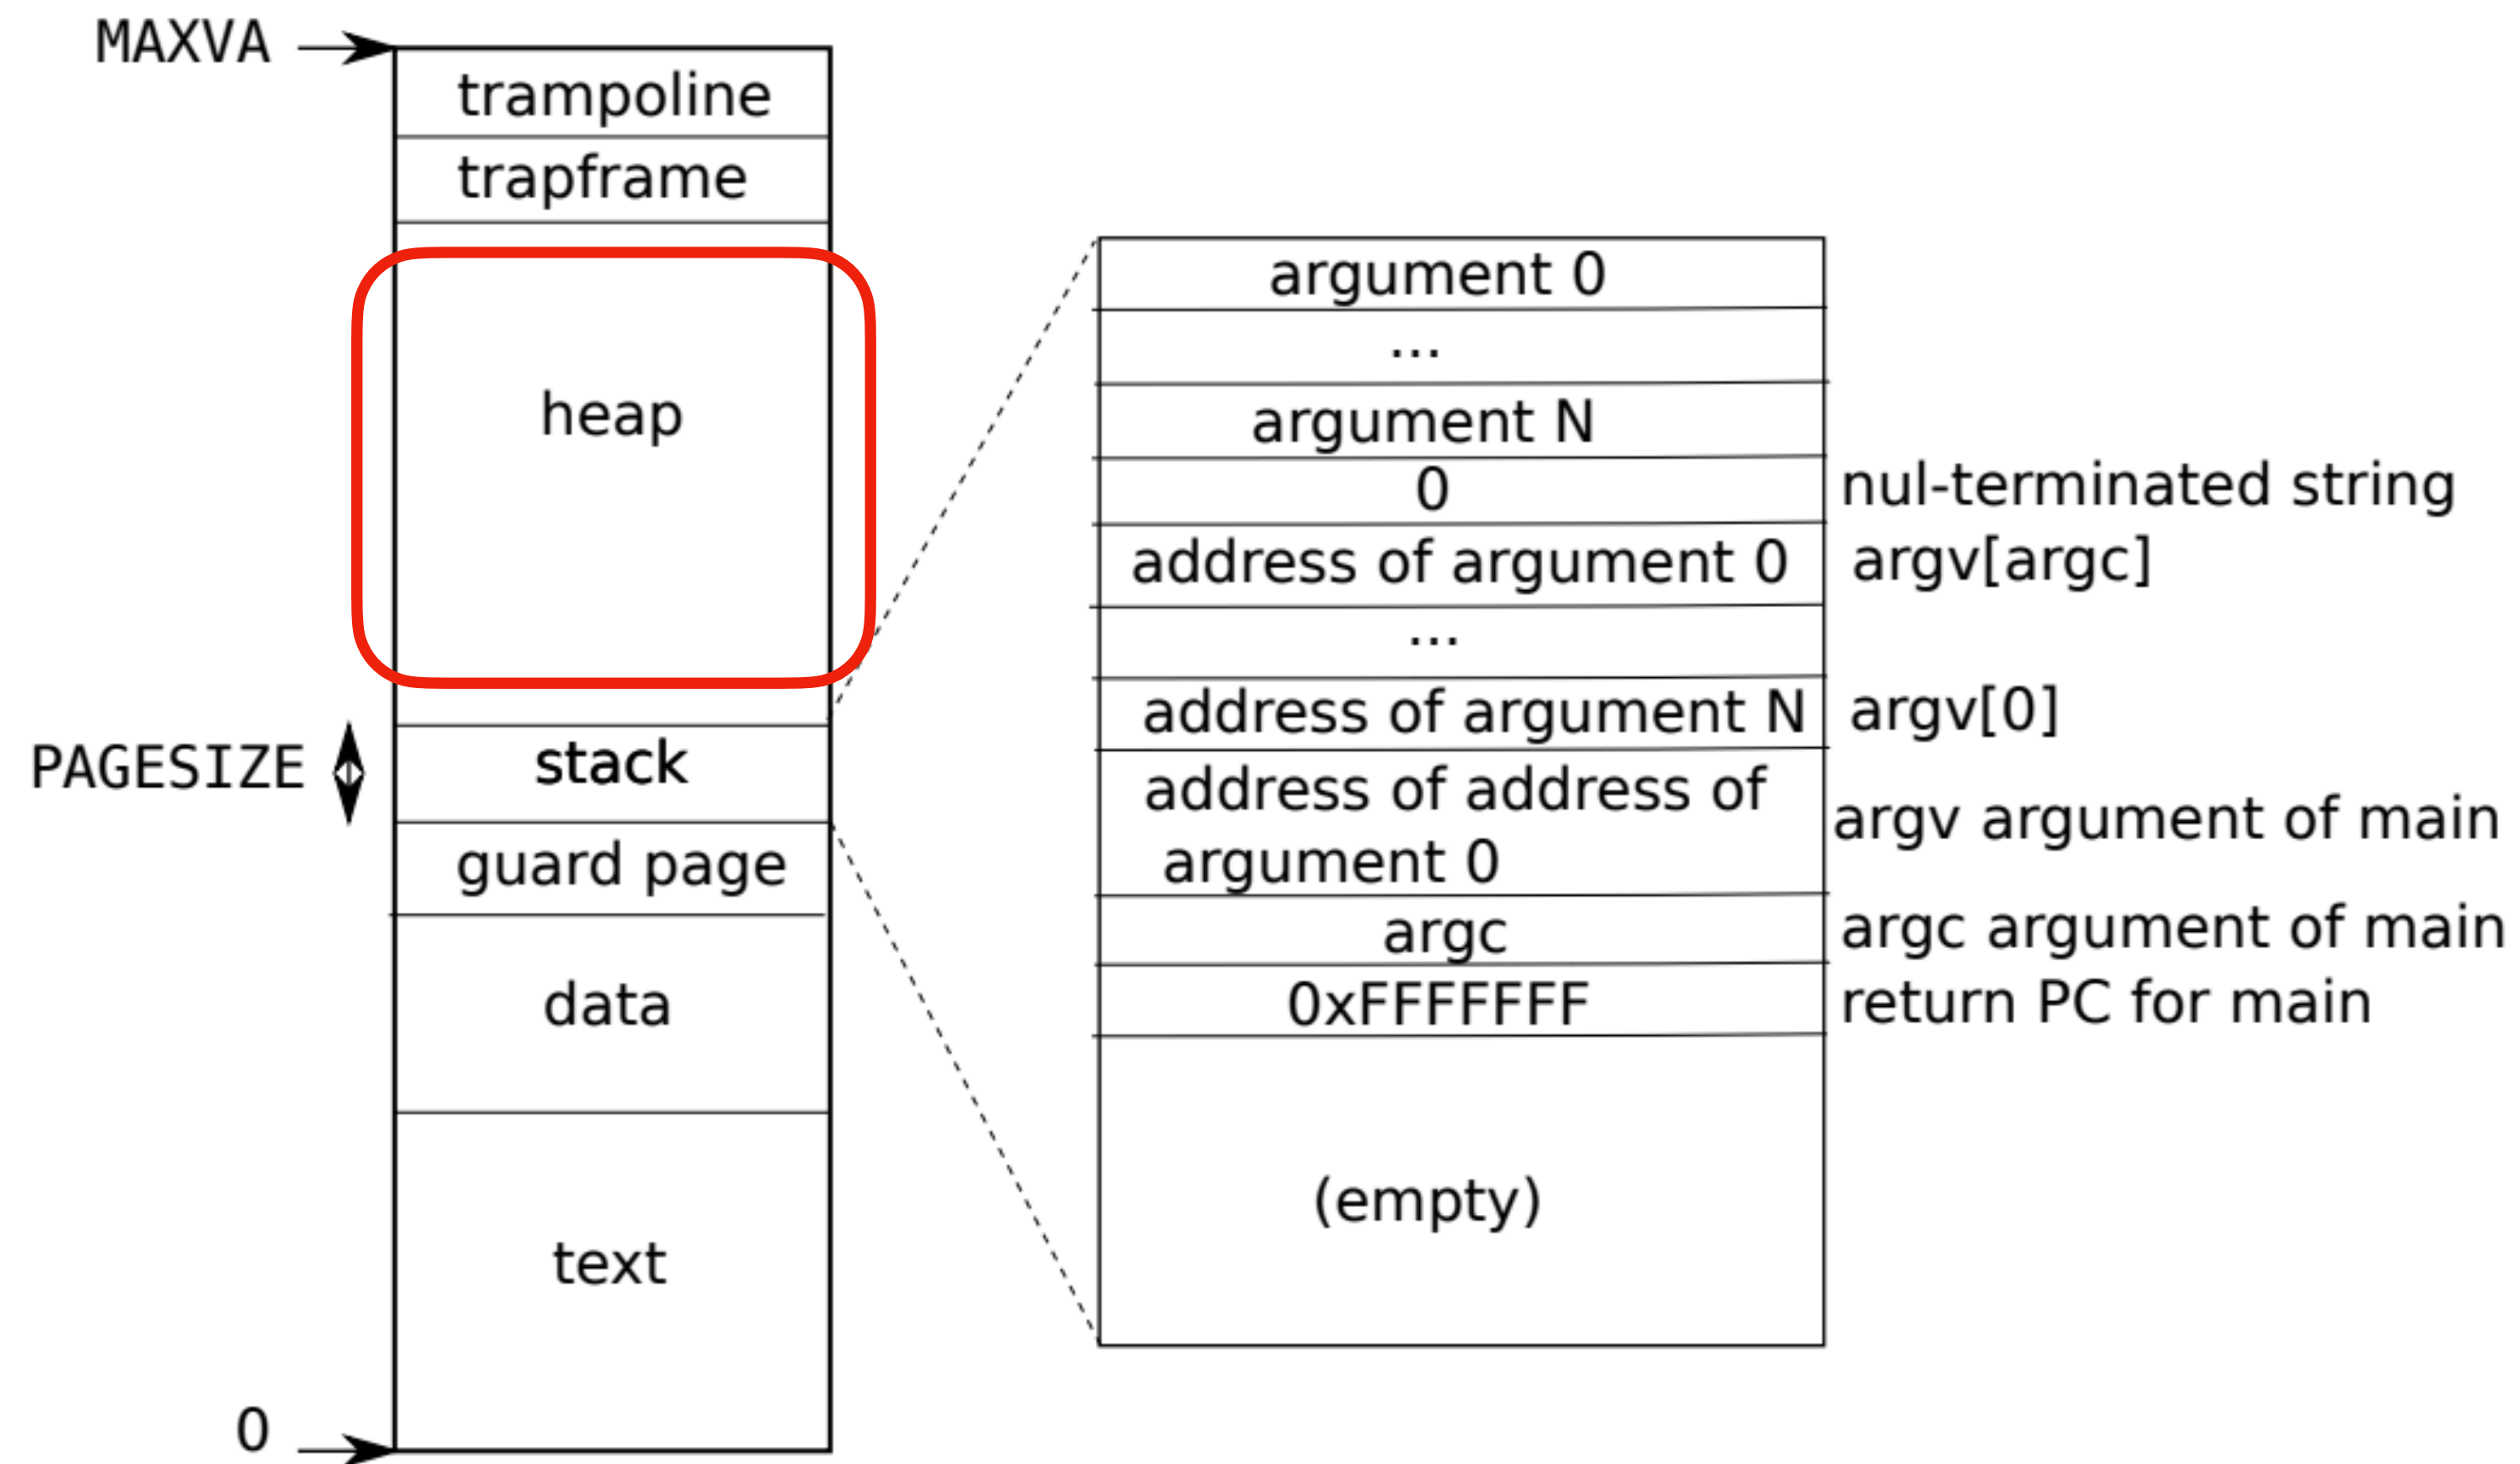 MAXVA
trampoline
trapframe
heap
PAGESIZE
stack
guard page
data
text
0
argument 0
...
argument N
0
nul-terminated string
address of argument 0
argv[argc]
...
address of argument N
argv[0]
address of address of
argument 0
argv argument of main
argc
argc argument of main
0xFFFFFFF
return PC for main
(empty)